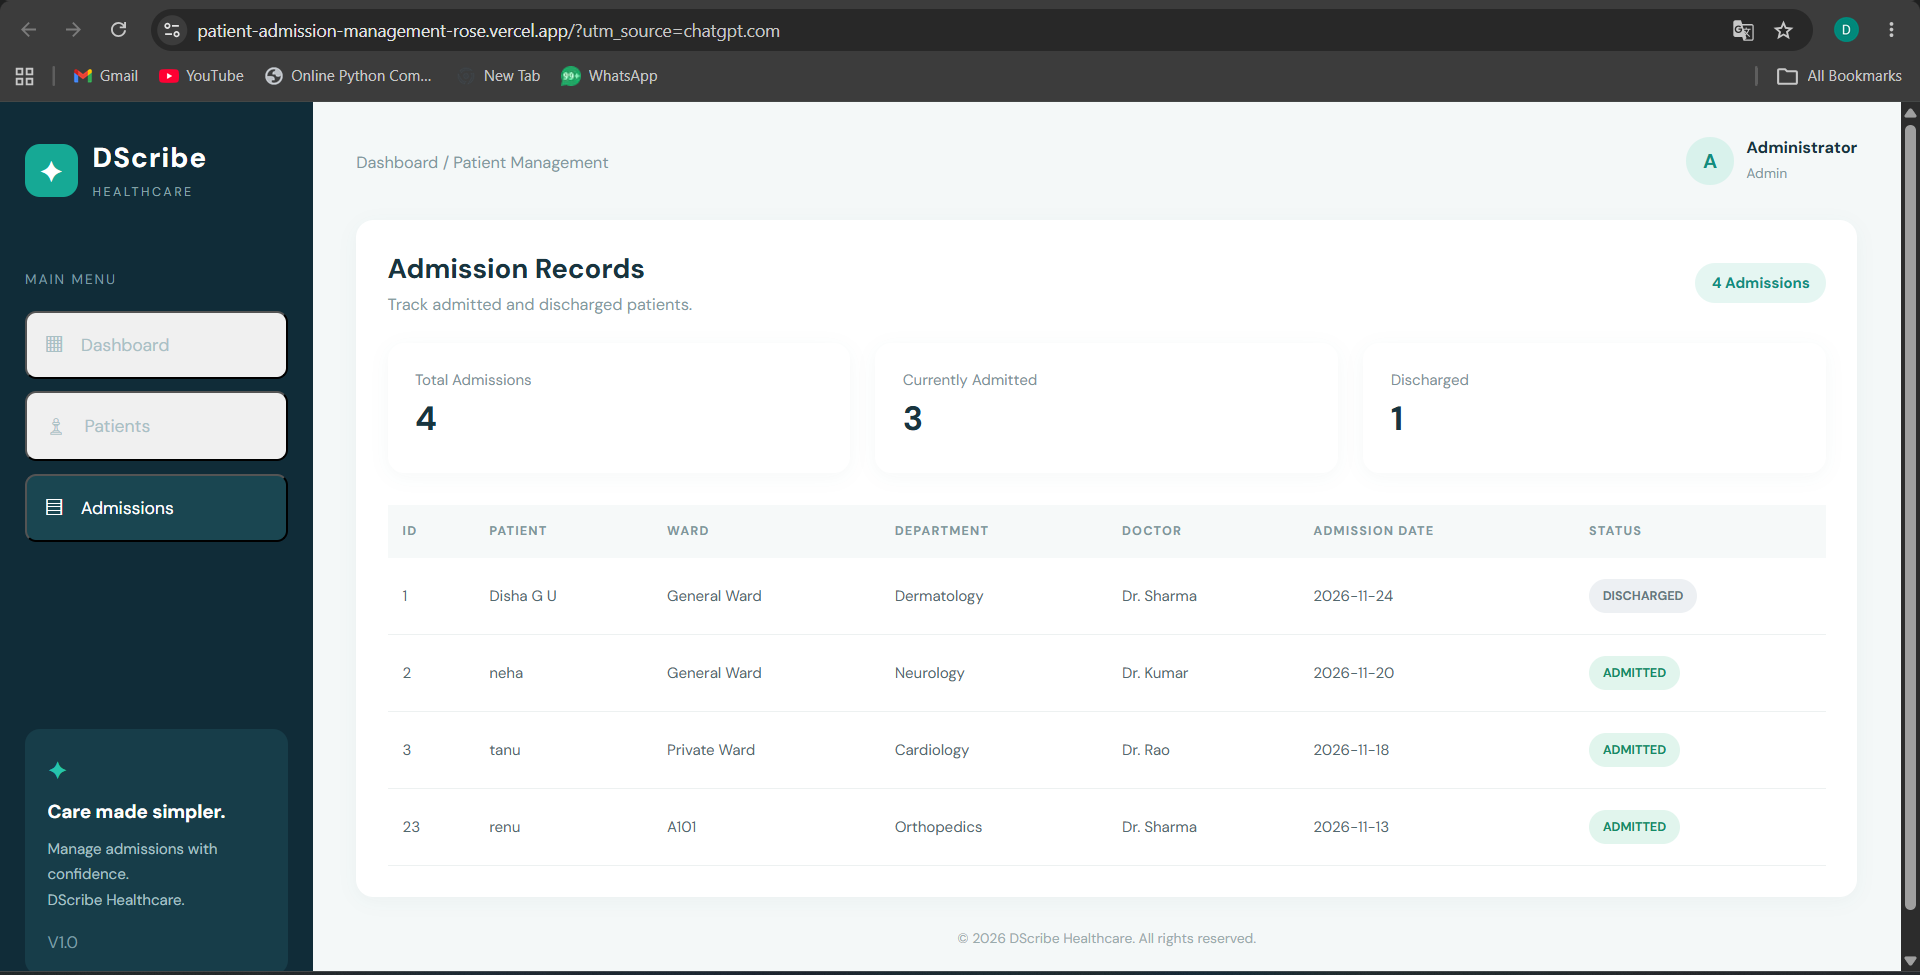 patient-admission-management-rose.vercel.app/?utm_source=chatgpt.com
D
Gmail
YouTube
Online Python Com...
New Tab
99+
WhatsApp
All Bookmarks
DScribe
HEALTHCARE
MAIN MENU
Dashboard
Patients
Admissions
Care made simpler.
Manage admissions with
confidence.
DScribe Healthcare.
V1.0
Dashboard / Patient Management
A
Administrator
Admin
Admission Records
Track admitted and discharged patients.
4 Admissions
Total Admissions
4
Currently Admitted
3
Discharged
1
ID PATIENT WARD DEPARTMENT DOCTOR ADMISSION DATE STATUS
1 Disha G U General Ward Dermatology Dr. Sharma 2026-11-24 DISCHARGED
2 neha General Ward Neurology Dr. Kumar 2026-11-20 ADMITTED
3 tanu Private Ward Cardiology Dr. Rao 2026-11-18 ADMITTED
23 renu A101 Orthopedics Dr. Sharma 2026-11-13 ADMITTED
© 2026 DScribe Healthcare. All rights reserved.